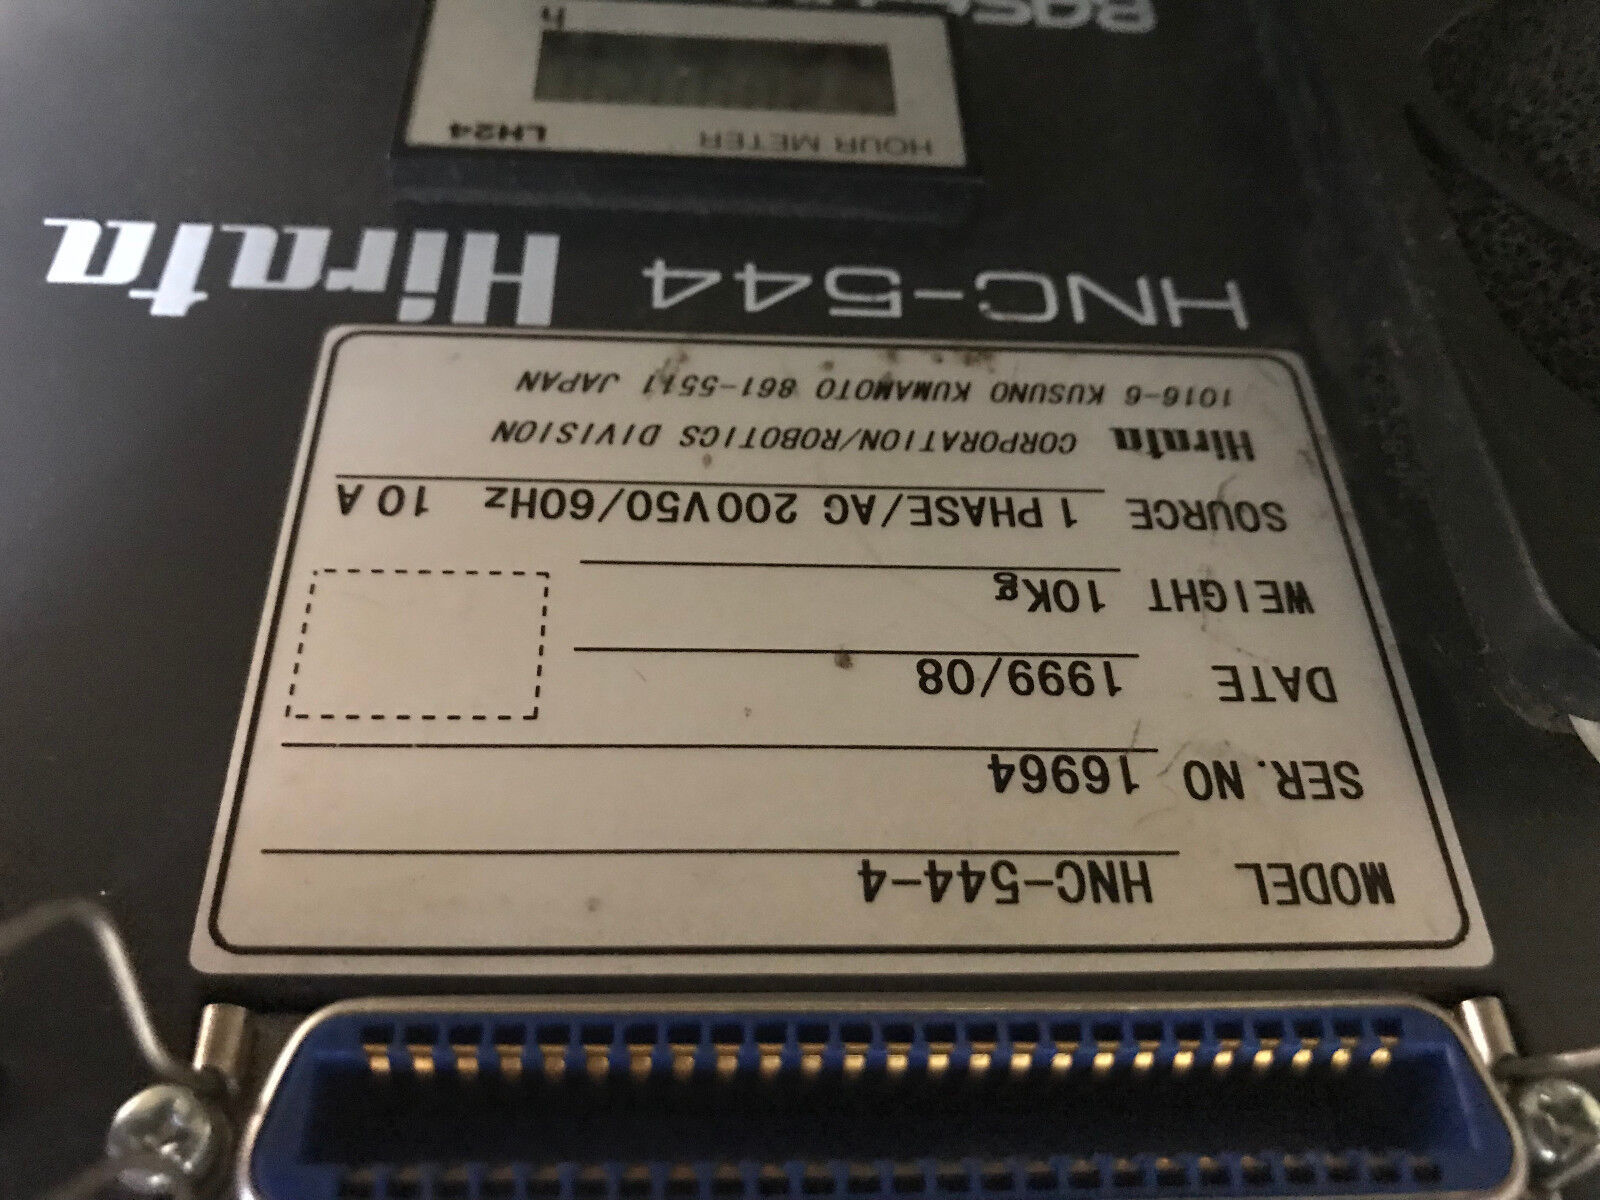 MODEL HNC-544-4
SER.NO 16964
DATE 1999/08
WEIGHT 10Kg
SOURCE 1 PHASE/AC 200V50/60Hz 10A
Hirata CORPORATION/ROBOTICS DIVISION
1016-6 KUSUNO KUMAMOTO 861-5511 JAPAN
HNC-544 Hirata
HOUR METER LH24
h